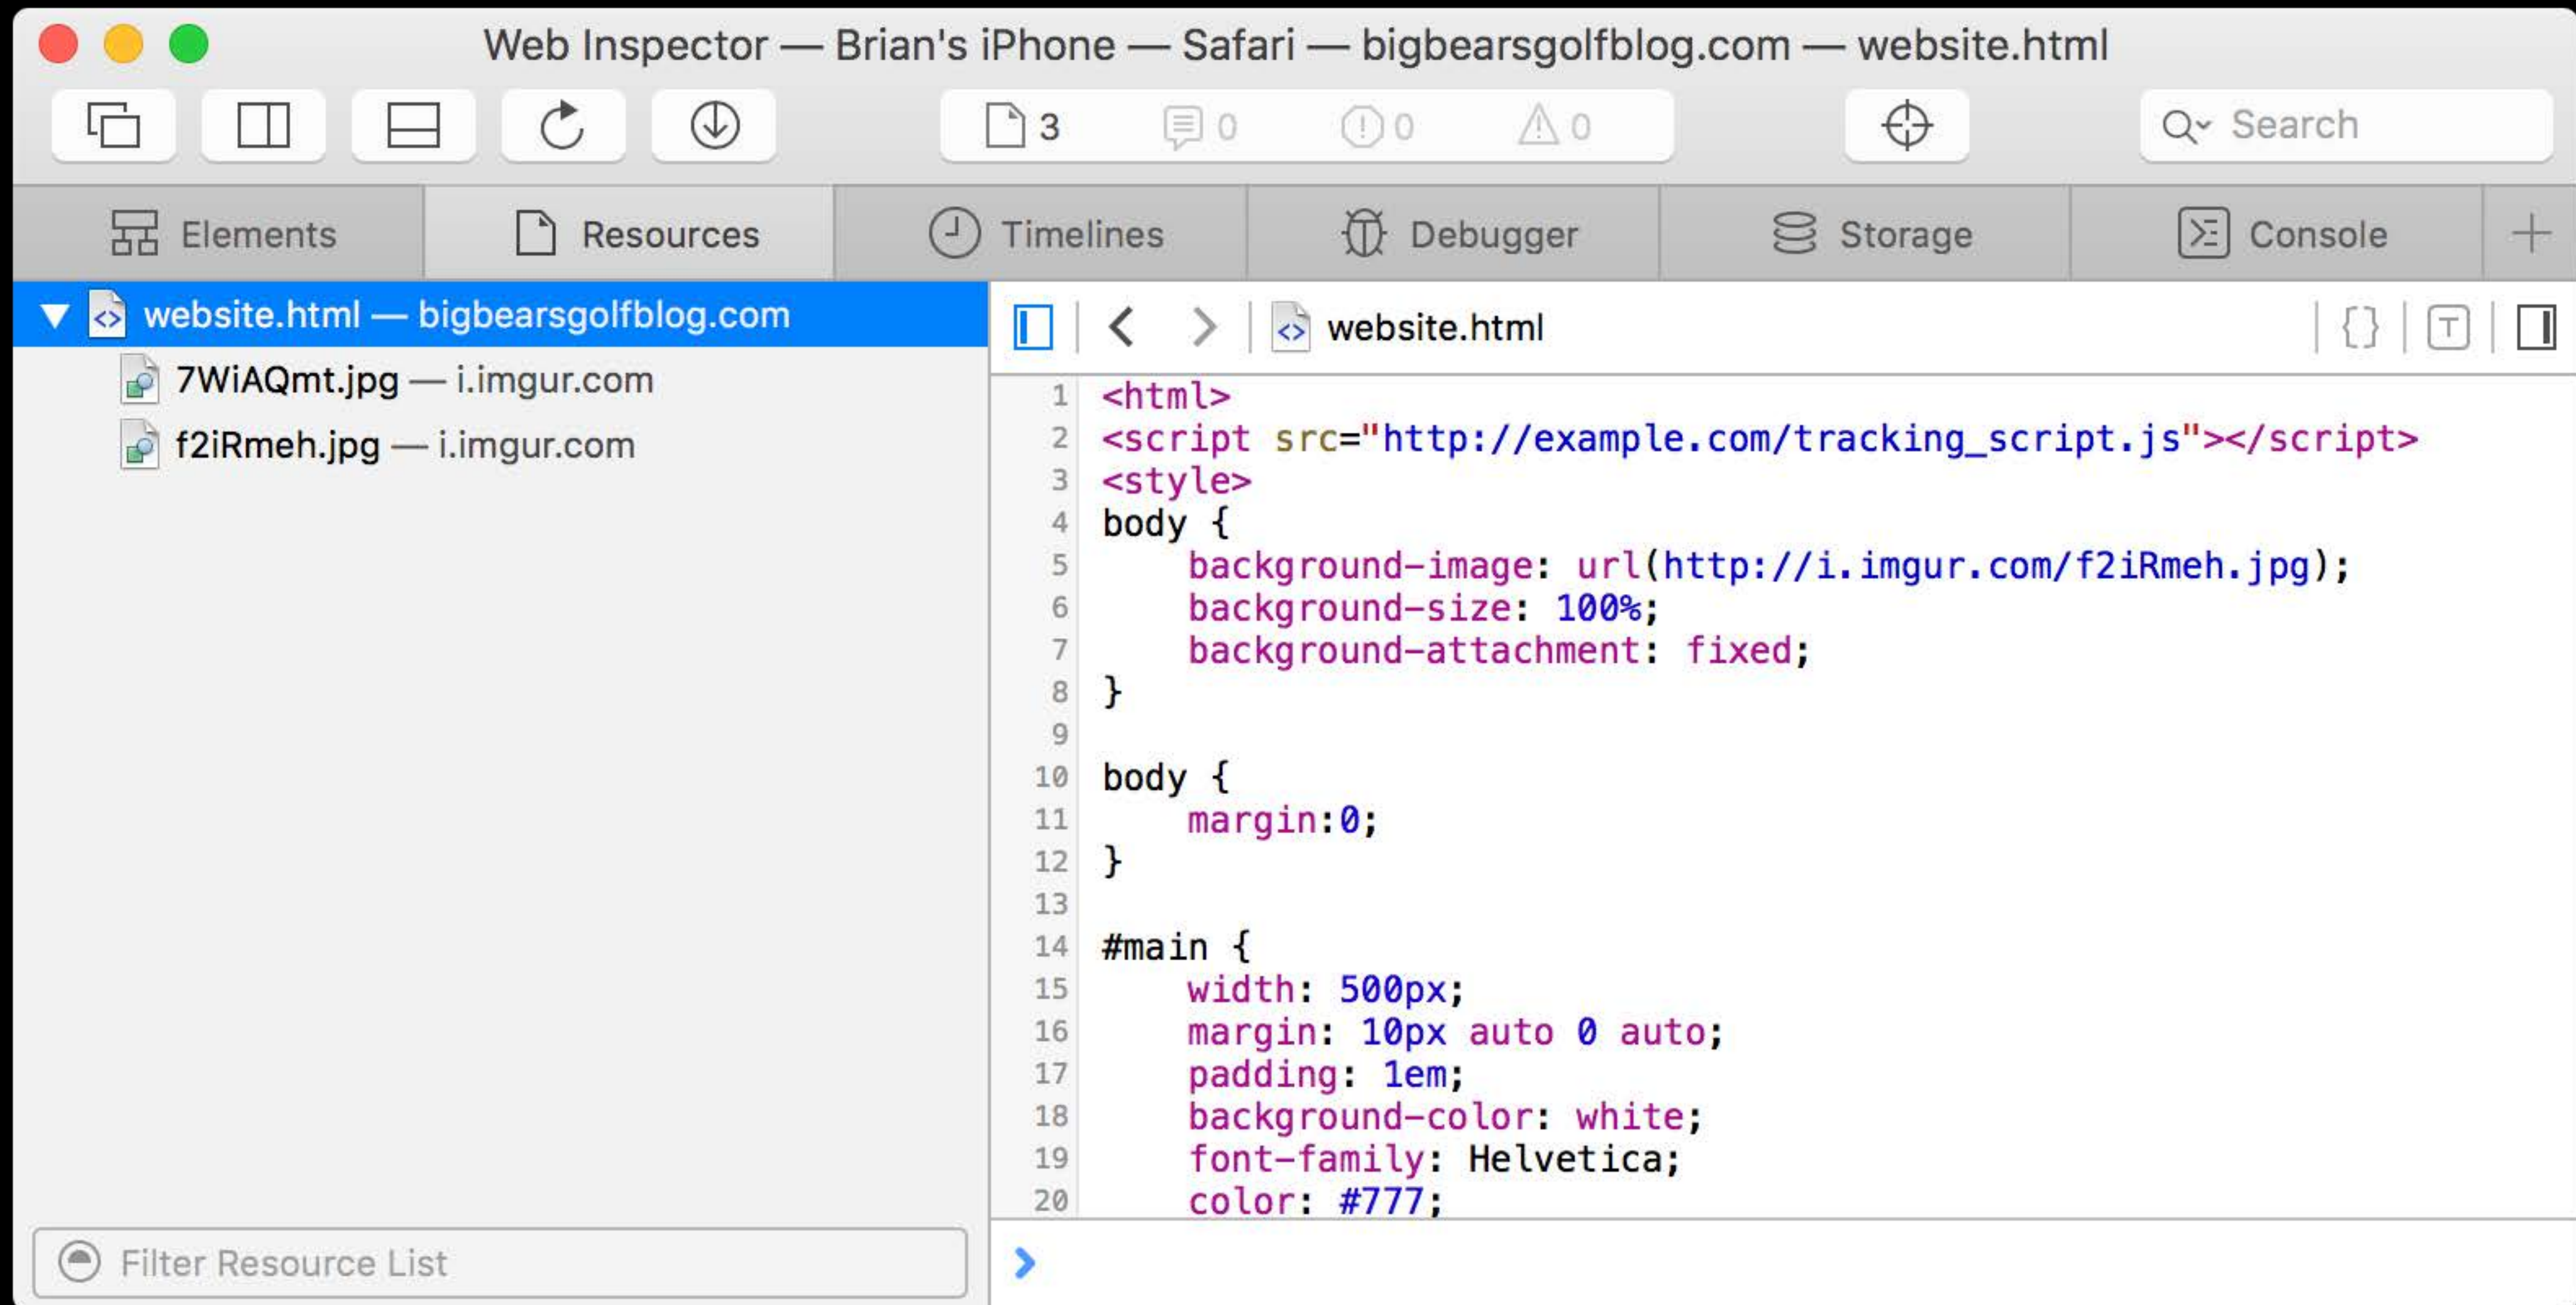 Web Inspector — Brian's iPhone — Safari — bigbearsgolfblog.com — website.html
3 0 0 0 Search
Elements Resources Timelines Debugger Storage Console
website.html — bigbearsgolfblog.com
7WiAQmt.jpg — i.imgur.com
f2iRmeh.jpg — i.imgur.com
Filter Resource List
website.html {} T
1 <html>
2 <script src="http://example.com/tracking_script.js"></script>
3 <style>
4 body {
5     background-image: url(http://i.imgur.com/f2iRmeh.jpg);
6     background-size: 100%;
7     background-attachment: fixed;
8 }
9
10 body {
11     margin:0;
12 }
13
14 #main {
15     width: 500px;
16     margin: 10px auto 0 auto;
17     padding: 1em;
18     background-color: white;
19     font-family: Helvetica;
20     color: #777;